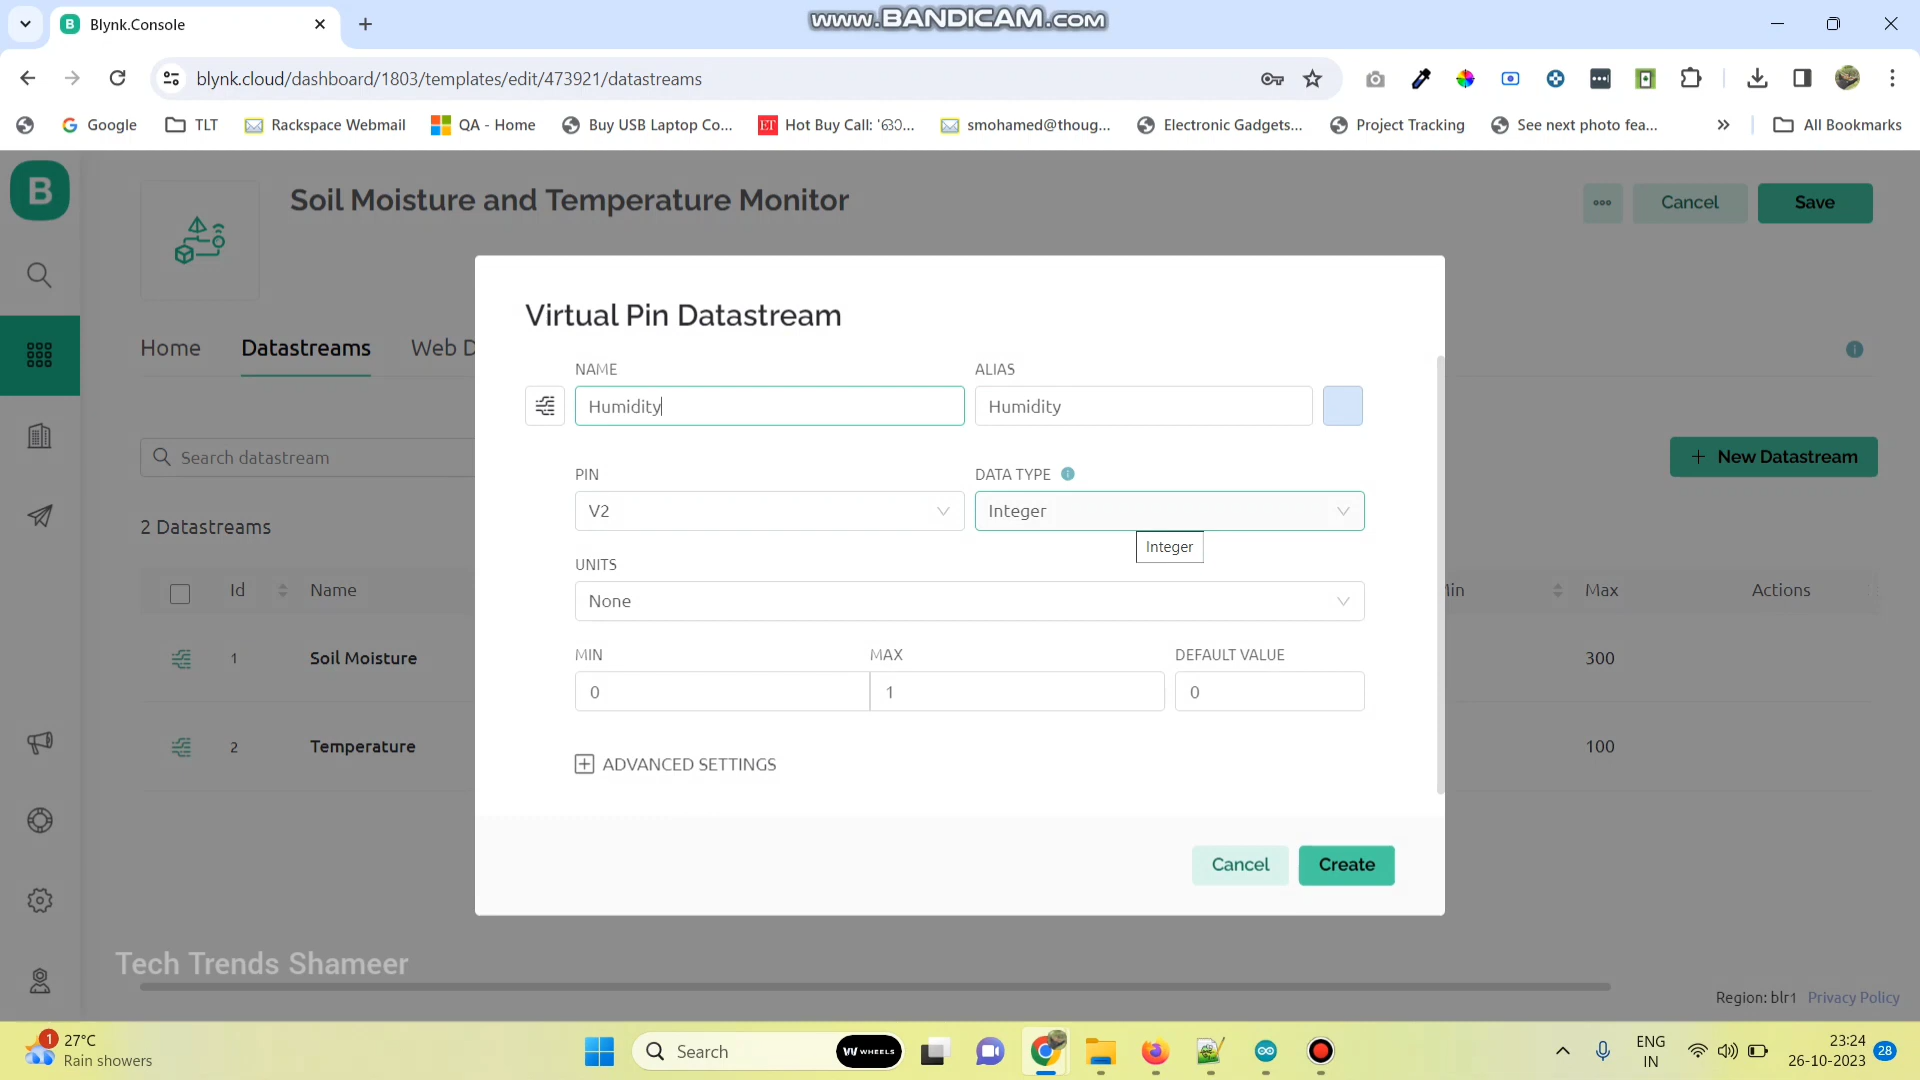 Blynk.Console
www.BANDICAM.com
blynk.cloud/dashboard/1803/templates/edit/473921/datastreams
Google
TLT
Rackspace Webmail
QA - Home
Buy USB Laptop Co...
ET
Hot Buy Call: '630...
smohamed@thoug...
Electronic Gadgets...
Project Tracking
See next photo fea...
All Bookmarks
B
Soil Moisture and Temperature Monitor
Cancel
Save
Virtual Pin Datastream
Home
Datastreams
Web D
NAME
ALIAS
Humidity
Humidity
Search datastream
+ New Datastream
PIN
DATA TYPE
V2
Integer
Integer
2 Datastreams
UNITS
None
Id
Name
Max
Actions
MIN
MAX
DEFAULT VALUE
0
1
0
1
Soil Moisture
300
2
Temperature
100
ADVANCED SETTINGS
Cancel
Create
Tech Trends Shameer
Region: blr1
Privacy Policy
1
27°C
Rain showers
Search
WHEELS
ENG
IN
23:24
26-10-2023
28